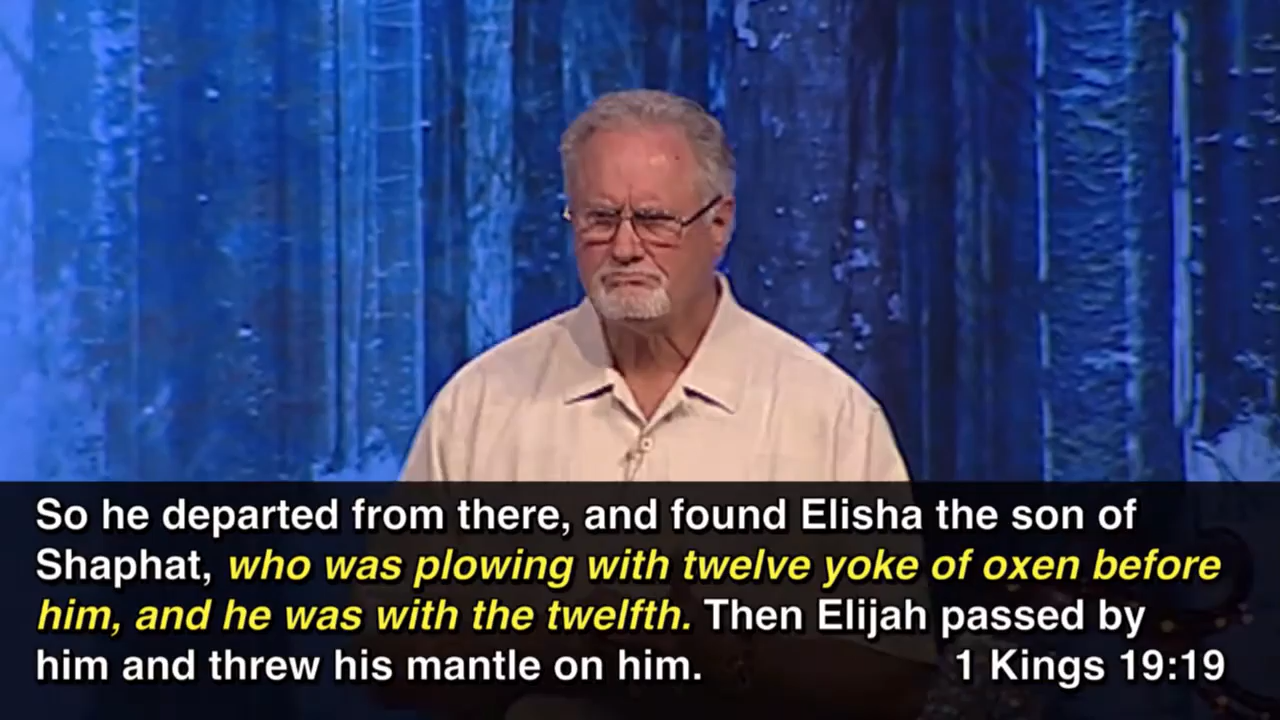 So he departed from there, and found Elisha the son of
Shaphat, who was plowing with twelve yoke of oxen before
him, and he was with the twelfth. Then Elijah passed by
him and threw his mantle on him. 1 Kings 19:19